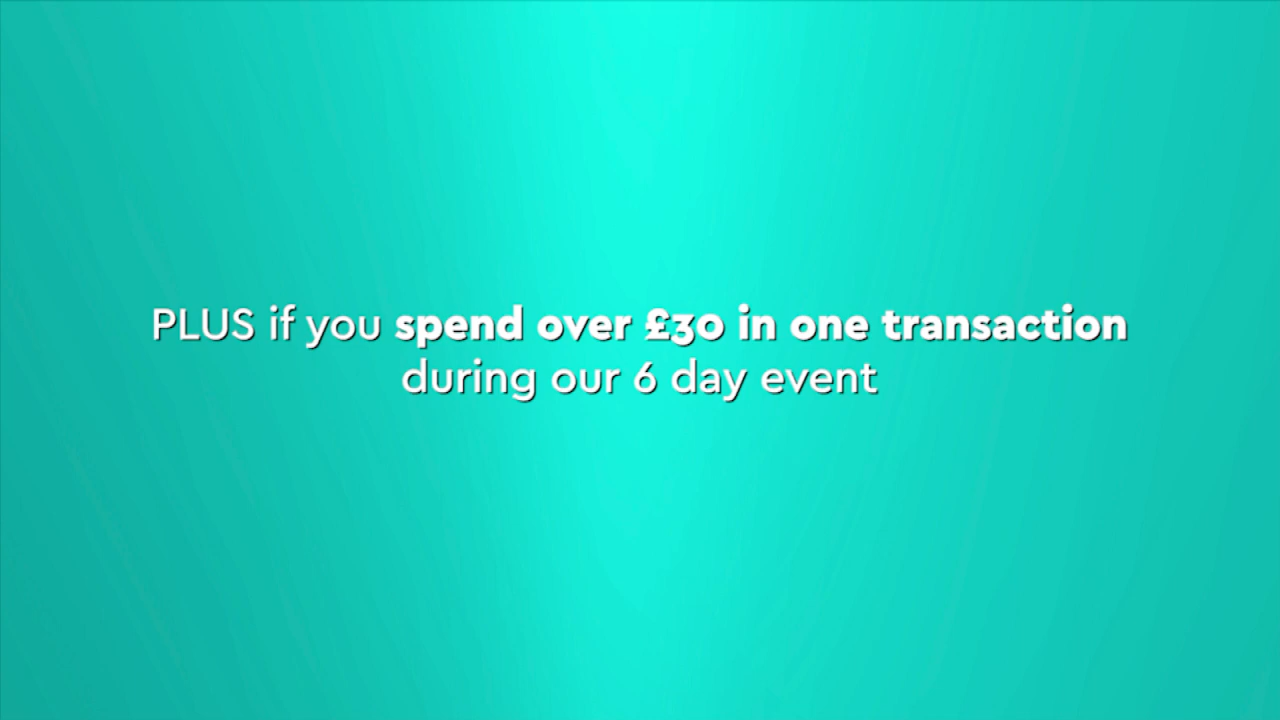 PLUS if you spend over £30 in one transaction
during our 6 day event